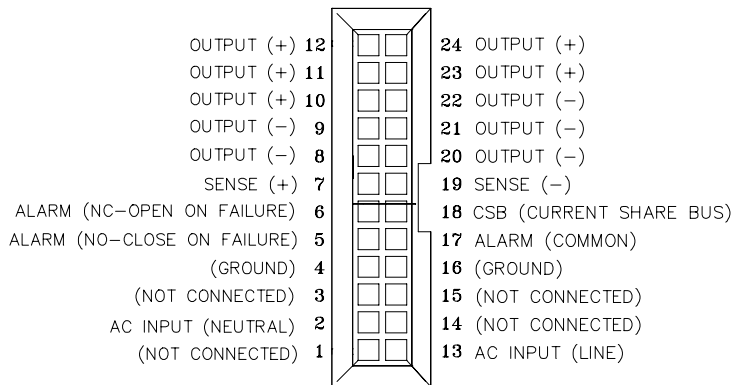 OUTPUT (+) 12 24 OUTPUT (+)
OUTPUT (+) 11 23 OUTPUT (+)
OUTPUT (+) 10 22 OUTPUT (−)
OUTPUT (−) 9 21 OUTPUT (−)
OUTPUT (−) 8 20 OUTPUT (−)
SENSE (+) 7 19 SENSE (−)
ALARM (NC−OPEN ON FAILURE) 6 18 CSB (CURRENT SHARE BUS)
ALARM (NO−CLOSE ON FAILURE) 5 17 ALARM (COMMON)
(GROUND) 4 16 (GROUND)
(NOT CONNECTED) 3 15 (NOT CONNECTED)
AC INPUT (NEUTRAL) 2 14 (NOT CONNECTED)
(NOT CONNECTED) 1 13 AC INPUT (LINE)